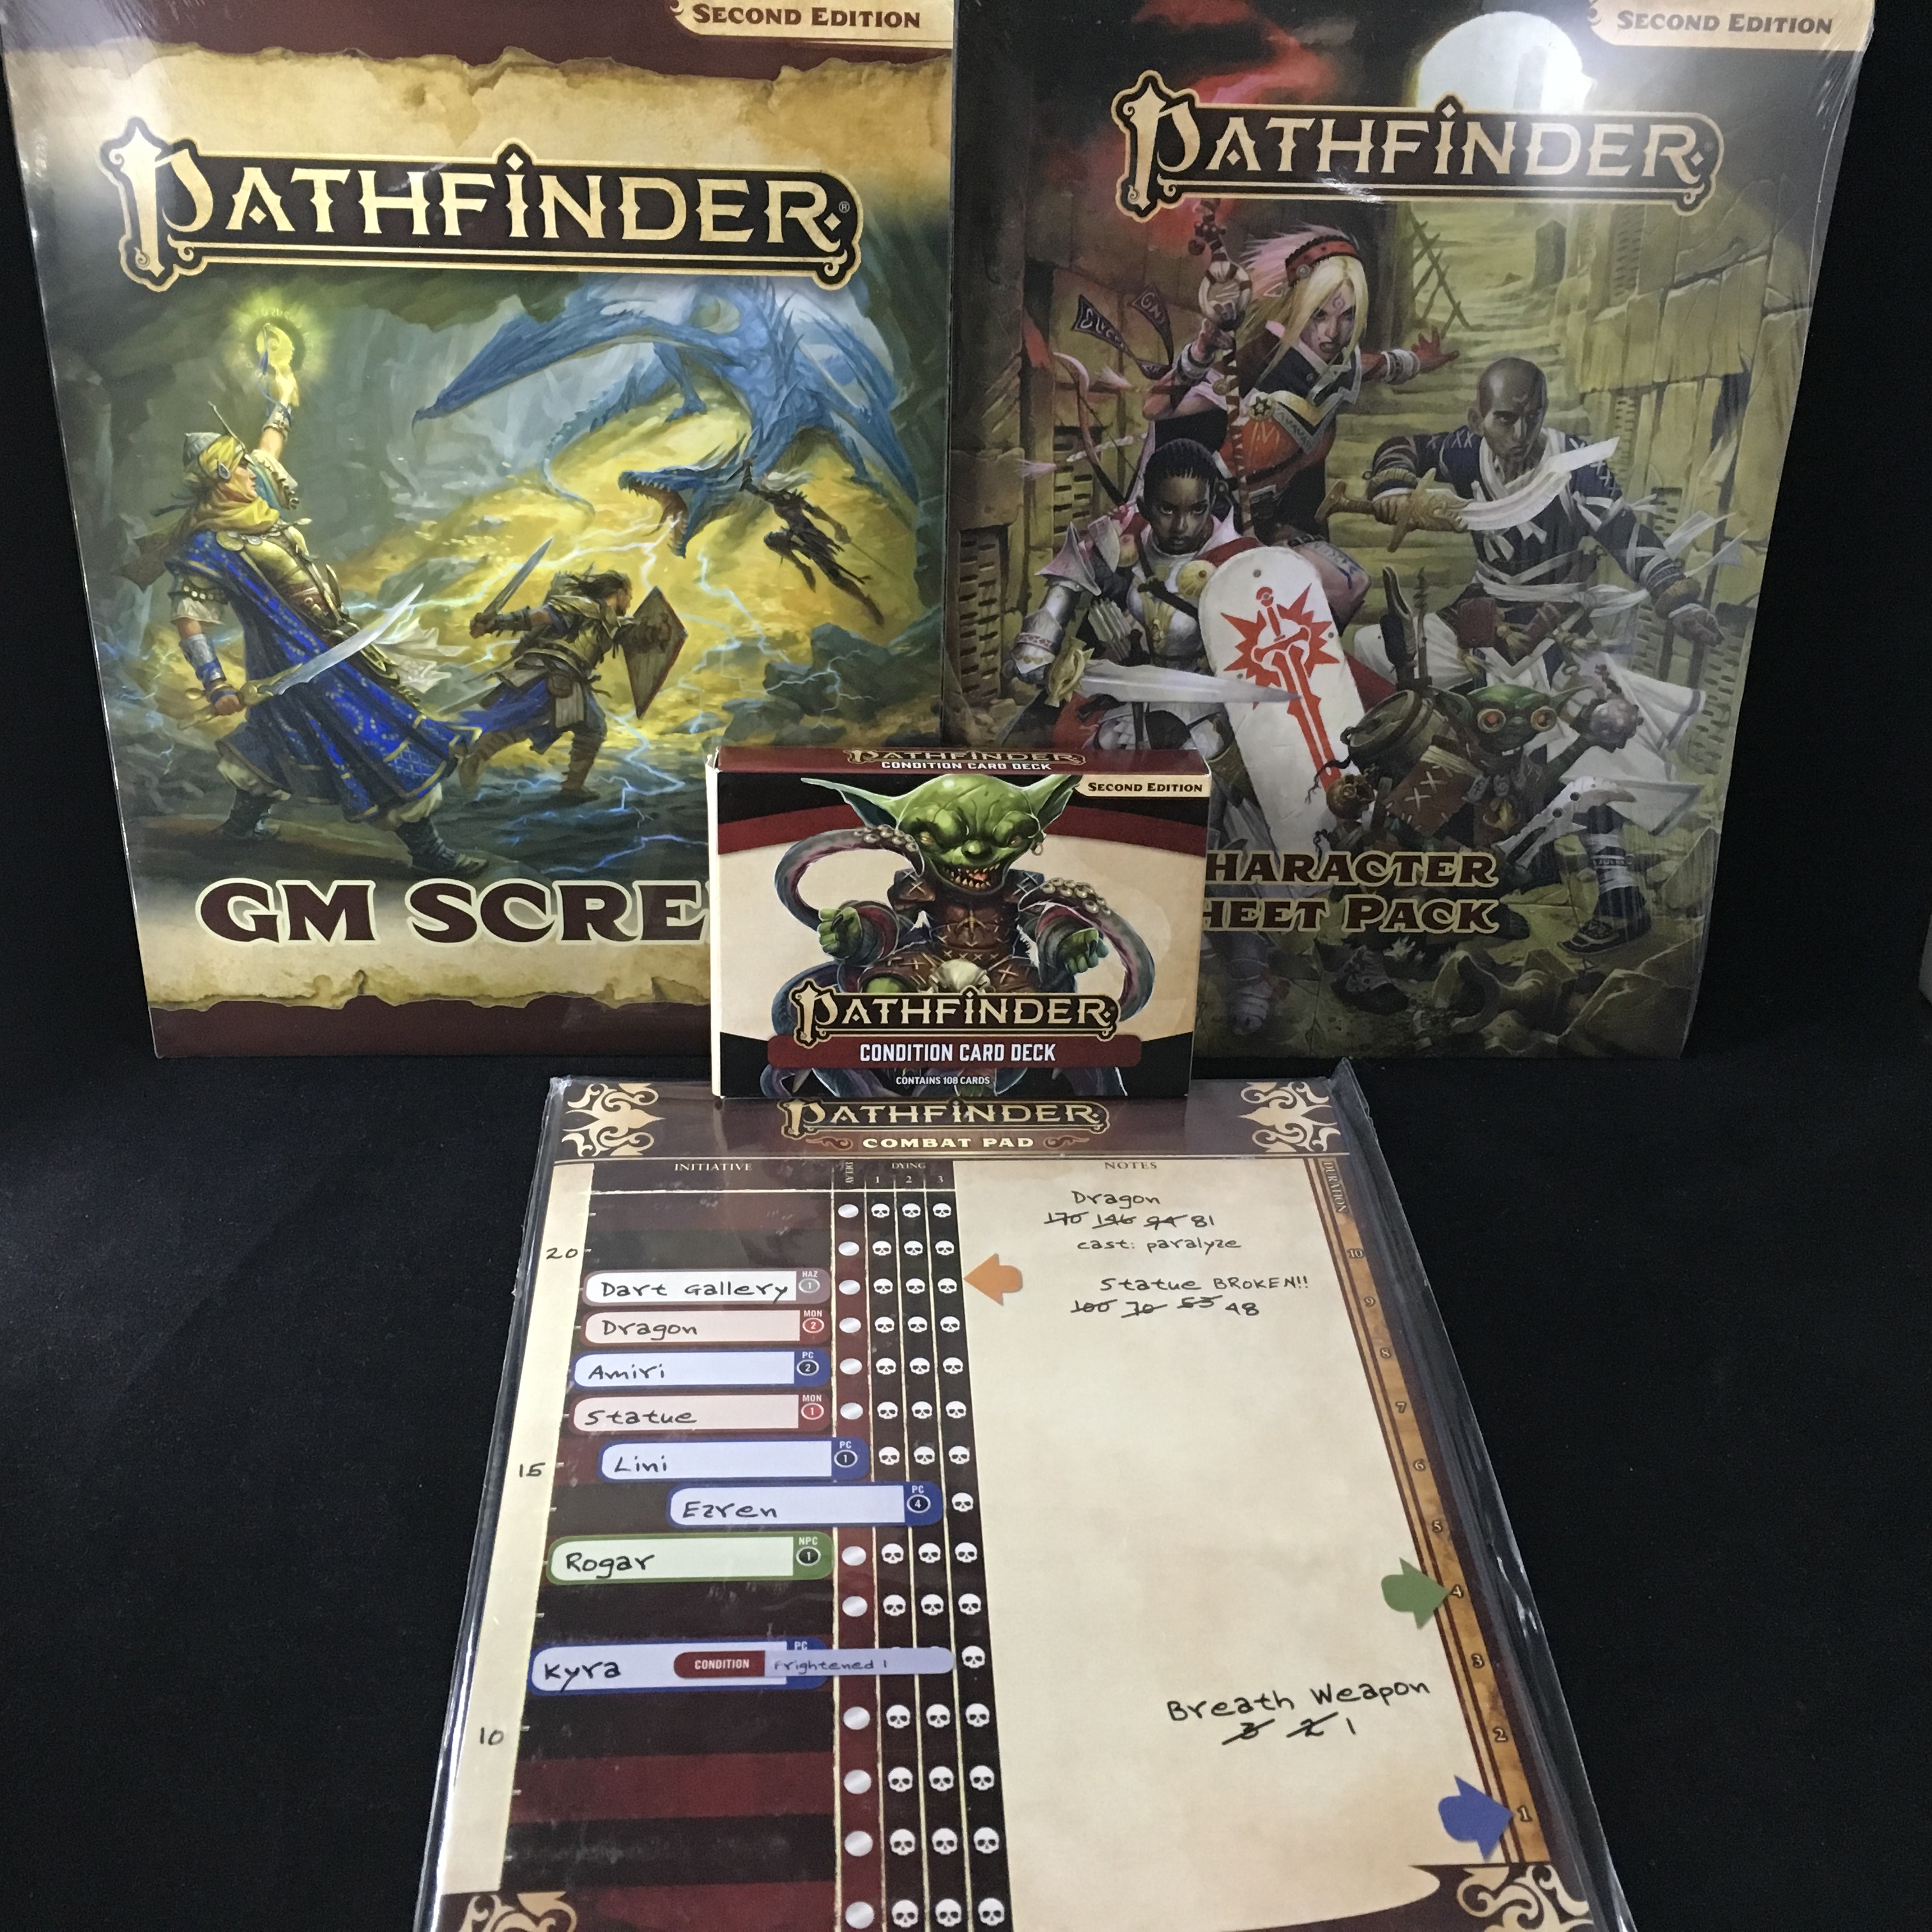 SECOND EDITION
PATHFINDER®
GM SCRE
SECOND EDITION
PATHFINDER
HARACTER
HEET PACK
PATHFINDER
CONDITION CARD DECK
SECOND EDITION
PATHFINDER
CONDITION CARD DECK
CONTAINS 108 CARDS
PATHFINDER
COMBAT PAD
INITIATIVE
DELAY
DYING
1 2 3
NOTES
DURATION
20
15
10
Dart Gallery HAZ 1
Dragon MON 2
Amiri PC 2
Statue MON 1
Lini PC 1
Ezren PC 4
Rogar NPC 1
Kyra PC
CONDITION Frightened 1
Dragon
170 146 94 81
cast: paralyze
Statue BROKEN!!
100 70 63 48
Breath Weapon
3 2 1
10
9
8
7
6
5
4
3
2
1